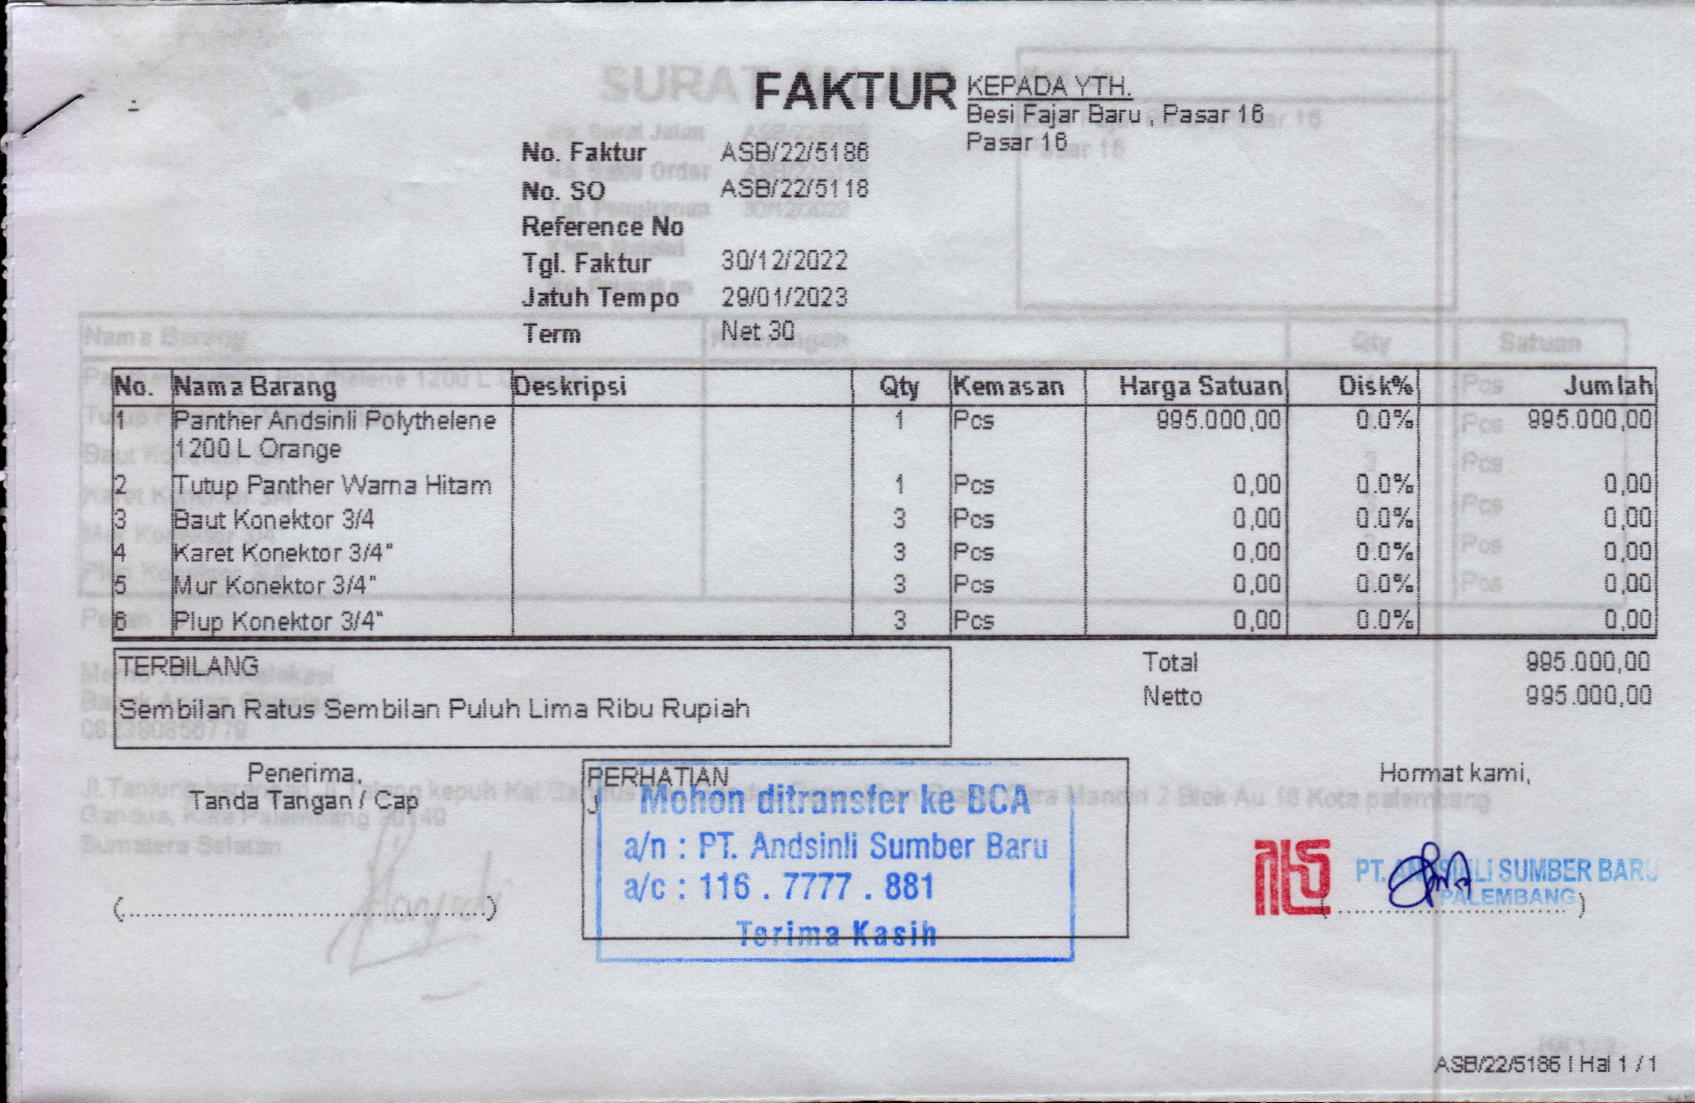 FAKTUR
KEPADA YTH.
Besi Fajar Baru , Pasar 16
Pasar 16
No. Faktur ASB/22/5186
No. SO ASB/22/5118
Reference No
Tgl. Faktur 30/12/2022
Jatuh Tempo 29/01/2023
Term Net 30
No. Nama Barang Deskripsi Qty Kemasan Harga Satuan Disk% Jumlah
1 Panther Andsinli Polythelene 1 Pcs 995.000,00 0.0% 995.000,00
1200 L Orange
2 Tutup Panther Warna Hitam 1 Pcs 0,00 0.0% 0,00
3 Baut Konektor 3/4 3 Pcs 0,00 0.0% 0,00
4 Karet Konektor 3/4" 3 Pcs 0,00 0.0% 0,00
5 Mur Konektor 3/4" 3 Pcs 0,00 0.0% 0,00
6 Plup Konektor 3/4" 3 Pcs 0,00 0.0% 0,00
TERBILANG
Sembilan Ratus Sembilan Puluh Lima Ribu Rupiah
Total 995.000,00
Netto 995.000,00
Penerima,
Tanda Tangan / Cap
(..........................................)
PERHATIAN
Mohon ditransfer ke BCA
a/n : PT. Andsinli Sumber Baru
a/c : 116 . 7777 . 881
Terima Kasih
Hormat kami,
PT. ANDSINLI SUMBER BARU
PALEMBANG
ASB/22/5186 | Hal 1 / 1